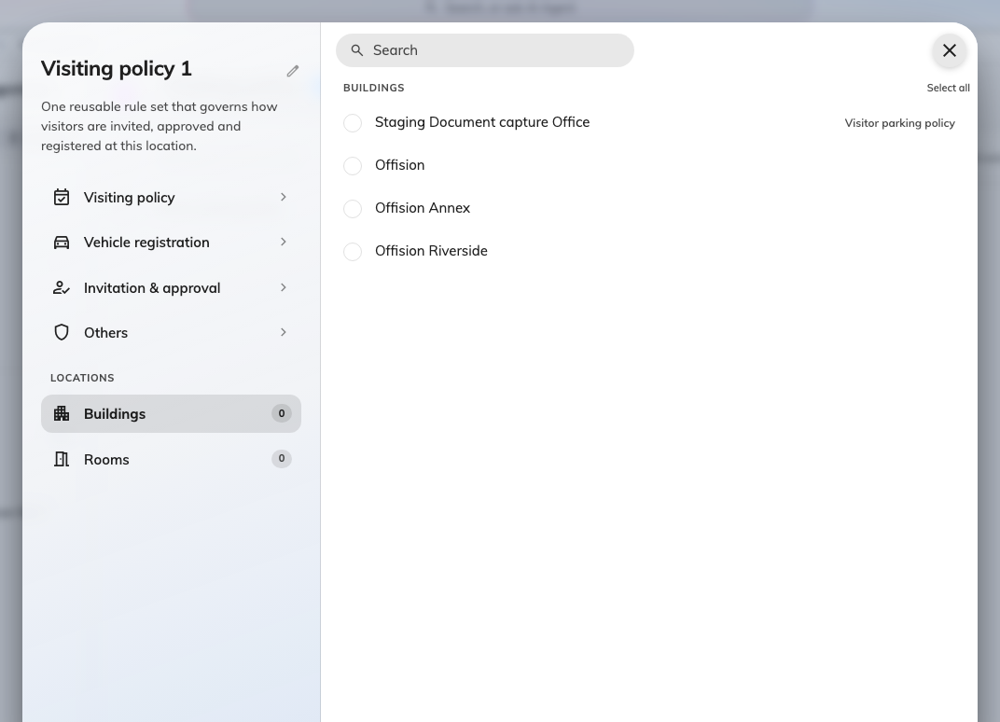 Visiting policy 1
One reusable rule set that governs how
visitors are invited, approved and
registered at this location.
Visiting policy
Vehicle registration
Invitation & approval
Others
LOCATIONS
Buildings 0
Rooms 0
Search
BUILDINGS Select all
Staging Document capture Office Visitor parking policy
Offision
Offision Annex
Offision Riverside